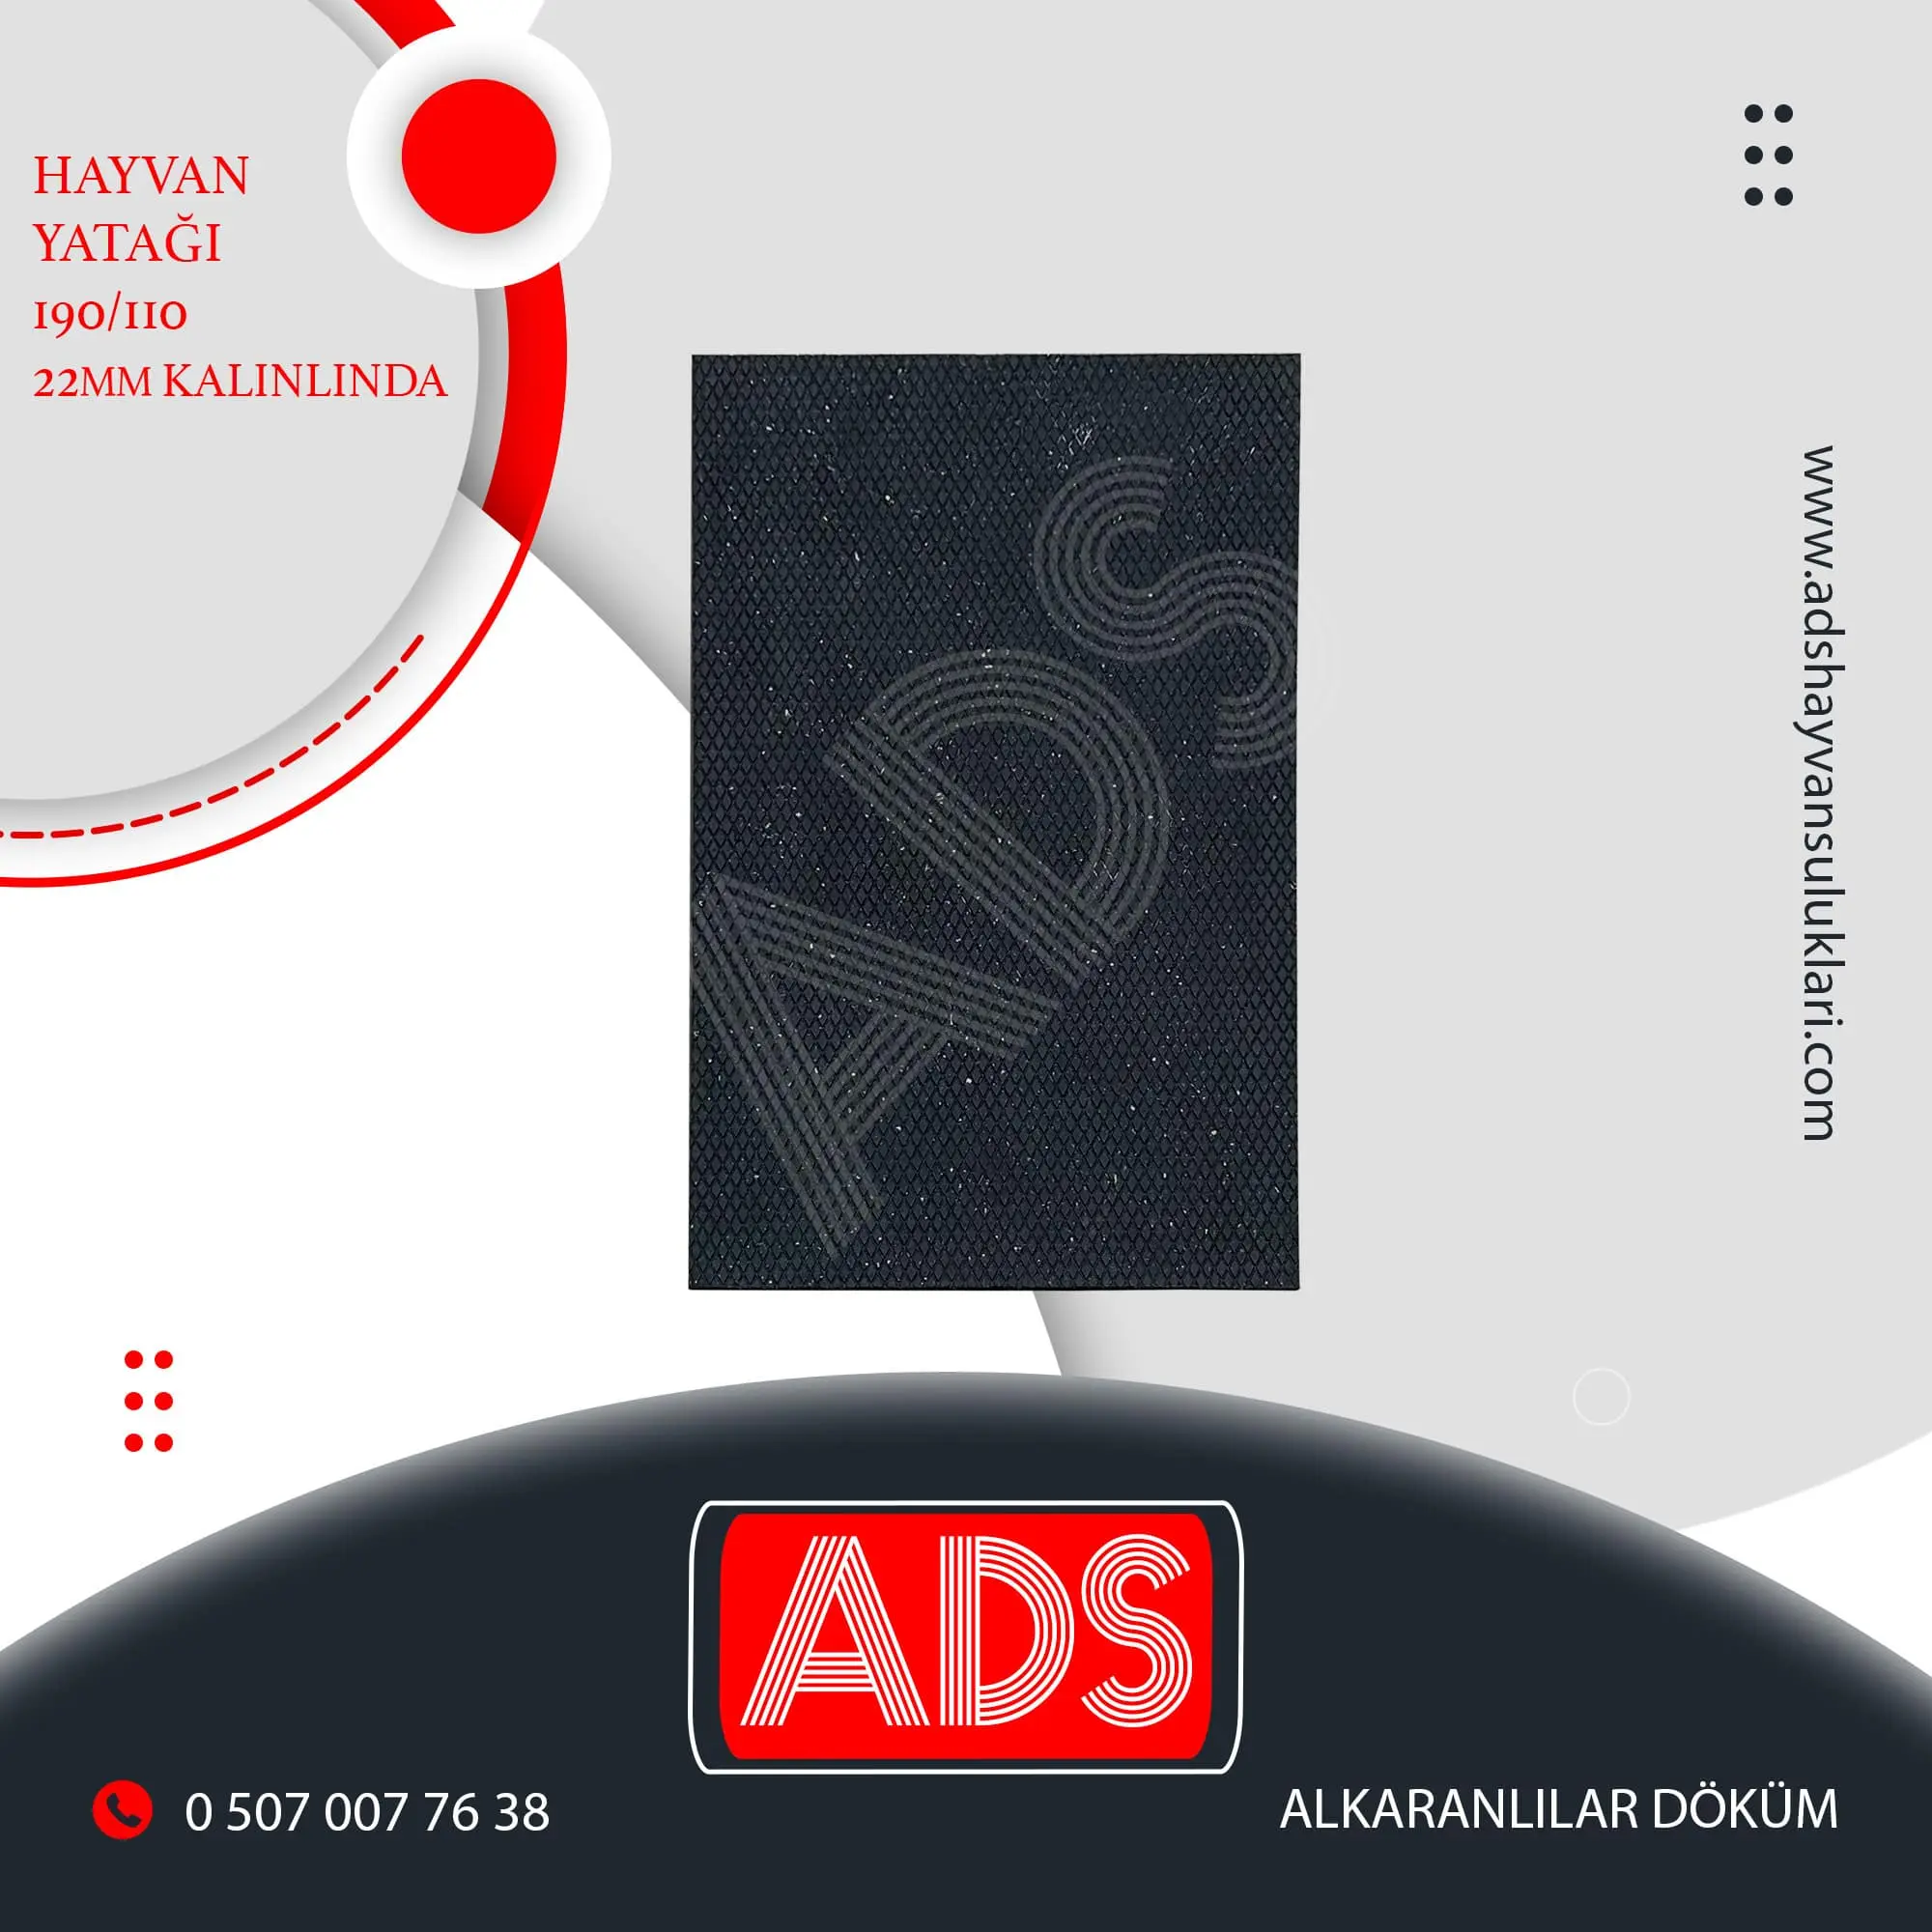 HAYVAN
YATAĞI
190/110
22MM KALINLINDA
www.adshayvansuluklari.com
ADS
ADS
0 507 007 76 38
ALKARANLILAR DÖKÜM